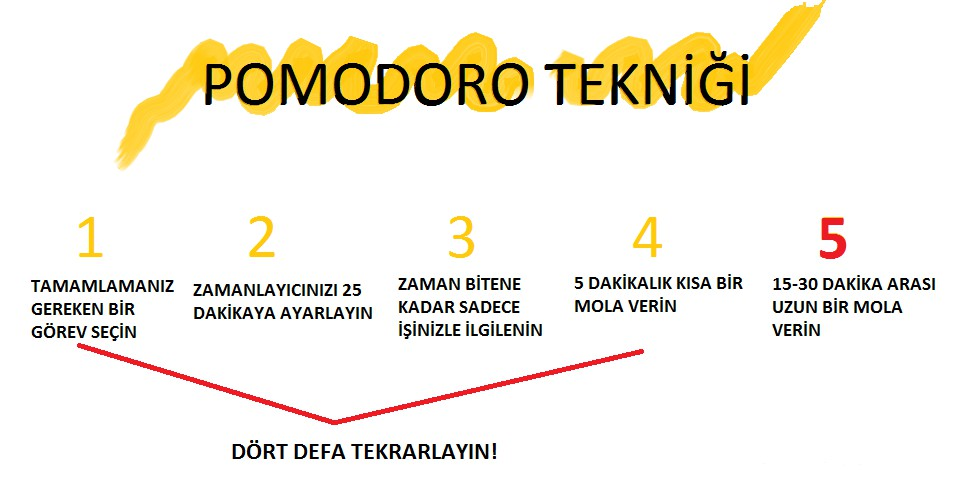 POMODORO TEKNİĞİ
1
TAMAMLAMANIZ
GEREKEN BİR
GÖREV SEÇİN
2
ZAMANLAYICINIZI 25
DAKİKAYA AYARLAYIN
3
ZAMAN BİTENE
KADAR SADECE
İŞİNİZLE İLGİLENİN
4
5 DAKİKALIK KISA BİR
MOLA VERİN
5
15-30 DAKİKA ARASI
UZUN BİR MOLA
VERİN
DÖRT DEFA TEKRARLAYIN!